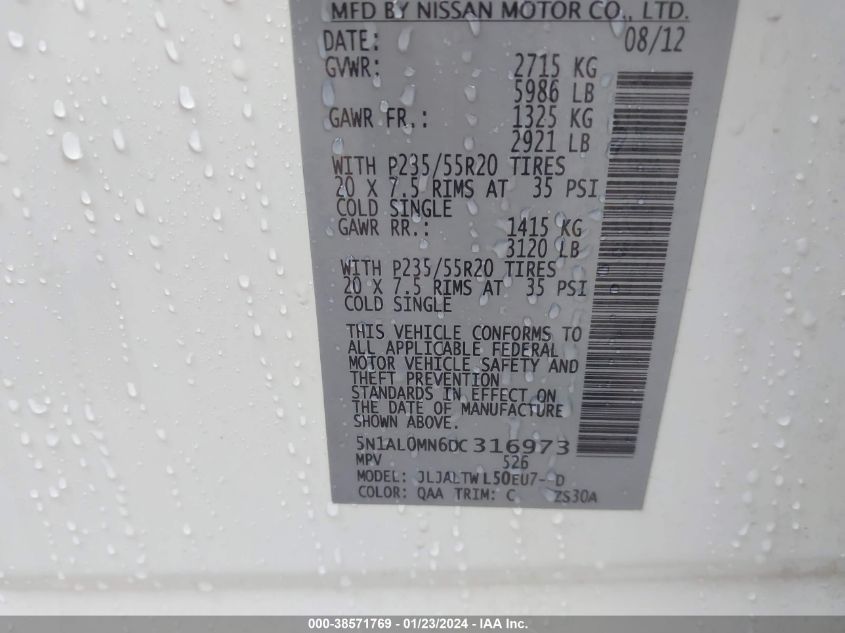 MFD BY NISSAN MOTOR CO., LTD.
DATE: 08/12
GVWR: 2715 KG
5986 LB
GAWR FR.: 1325 KG
2921 LB
WITH P235/55R20 TIRES
20 X 7.5 RIMS AT 35 PSI
COLD SINGLE
GAWR RR.: 1415 KG
3120 LB
WITH P235/55R20 TIRES
20 X 7.5 RIMS AT 35 PSI
COLD SINGLE
THIS VEHICLE CONFORMS TO
ALL APPLICABLE FEDERAL
MOTOR VEHICLE SAFETY AND
THEFT PREVENTION
STANDARDS IN EFFECT ON
THE DATE OF MANUFACTURE
SHOWN ABOVE.
5N1AL0MN6DC316973
MPV 526
MODEL: JLJALTWL50EU7--D
COLOR: QAA TRIM: C ZS30A
000-38571769 - 01/23/2024 - IAA, Inc.